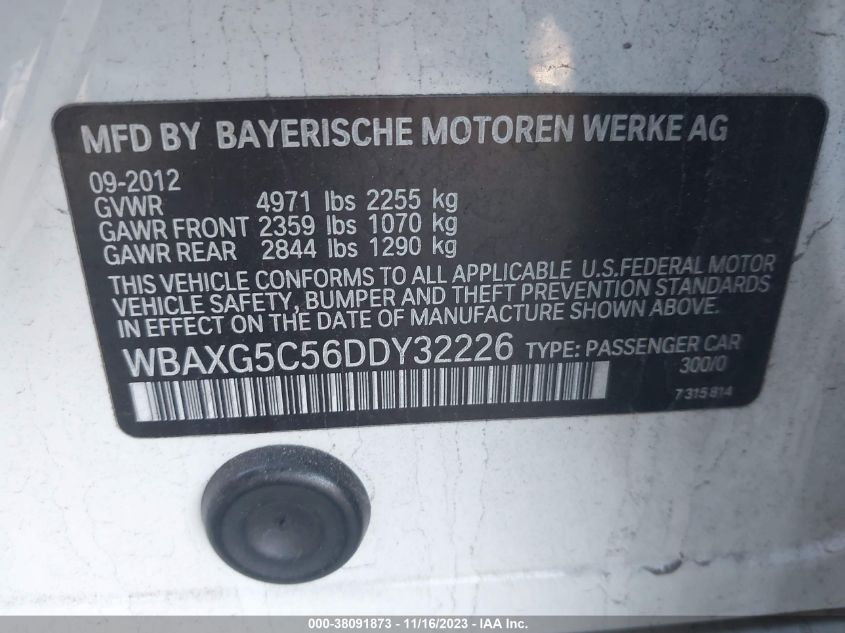 MFD BY BAYERISCHE MOTOREN WERKE AG
09-2012
GVWR 4971 lbs 2255 kg
GAWR FRONT 2359 lbs 1070 kg
GAWR REAR 2844 lbs 1290 kg
THIS VEHICLE CONFORMS TO ALL APPLICABLE U.S.FEDERAL MOTOR
VEHICLE SAFETY, BUMPER AND THEFT PREVENTION STANDARDS
IN EFFECT ON THE DATE OF MANUFACTURE SHOWN ABOVE.
WBAXG5C56DDY32226 TYPE: PASSENGER CAR
300/0
7315814
000-38091873 - 11/16/2023 - IAA Inc.